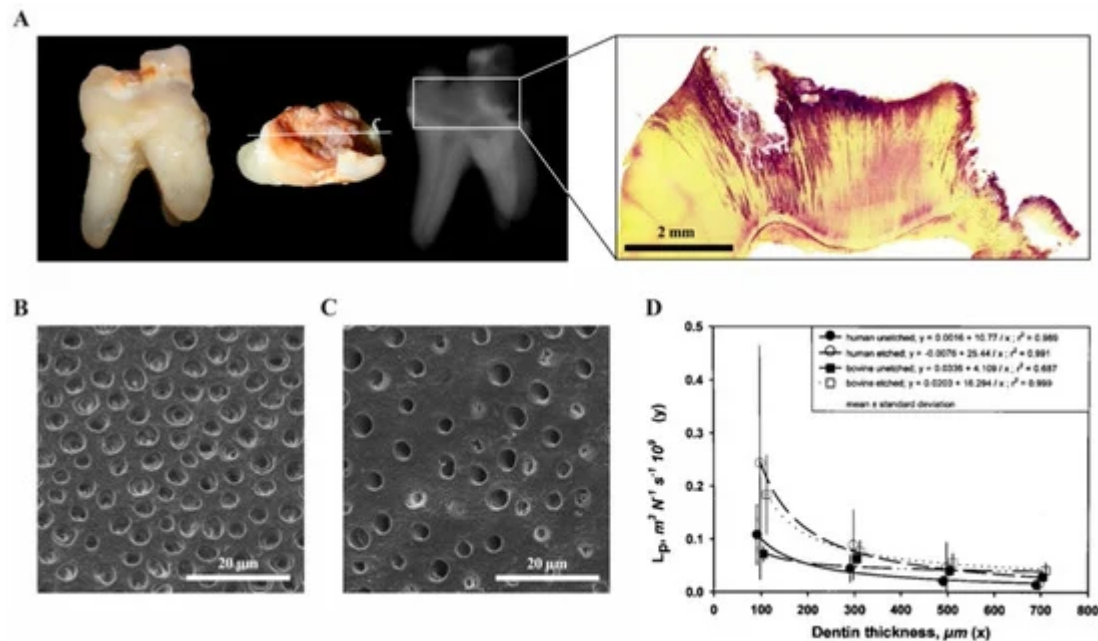 A
2 mm
B
C
D
20 µm
20 µm
0.5
0.4
0.3
0.2
0.1
0.0
Lp, m² N⁻¹ s⁻¹ 10⁹ (y)
human unetched; y = 0.0016 + 10.77 / x ; r² = 0.989
human etched; y = -0.0076 + 25.44 / x ; r² = 0.991
bovine unetched; y = 0.0336 + 4.109 / x ; r² = 0.687
bovine etched; y = 0.0203 + 16.294 / x ; r² = 0.999
mean ± standard deviation
0 100 200 300 400 500 600 700 800
Dentin thickness, µm (x)